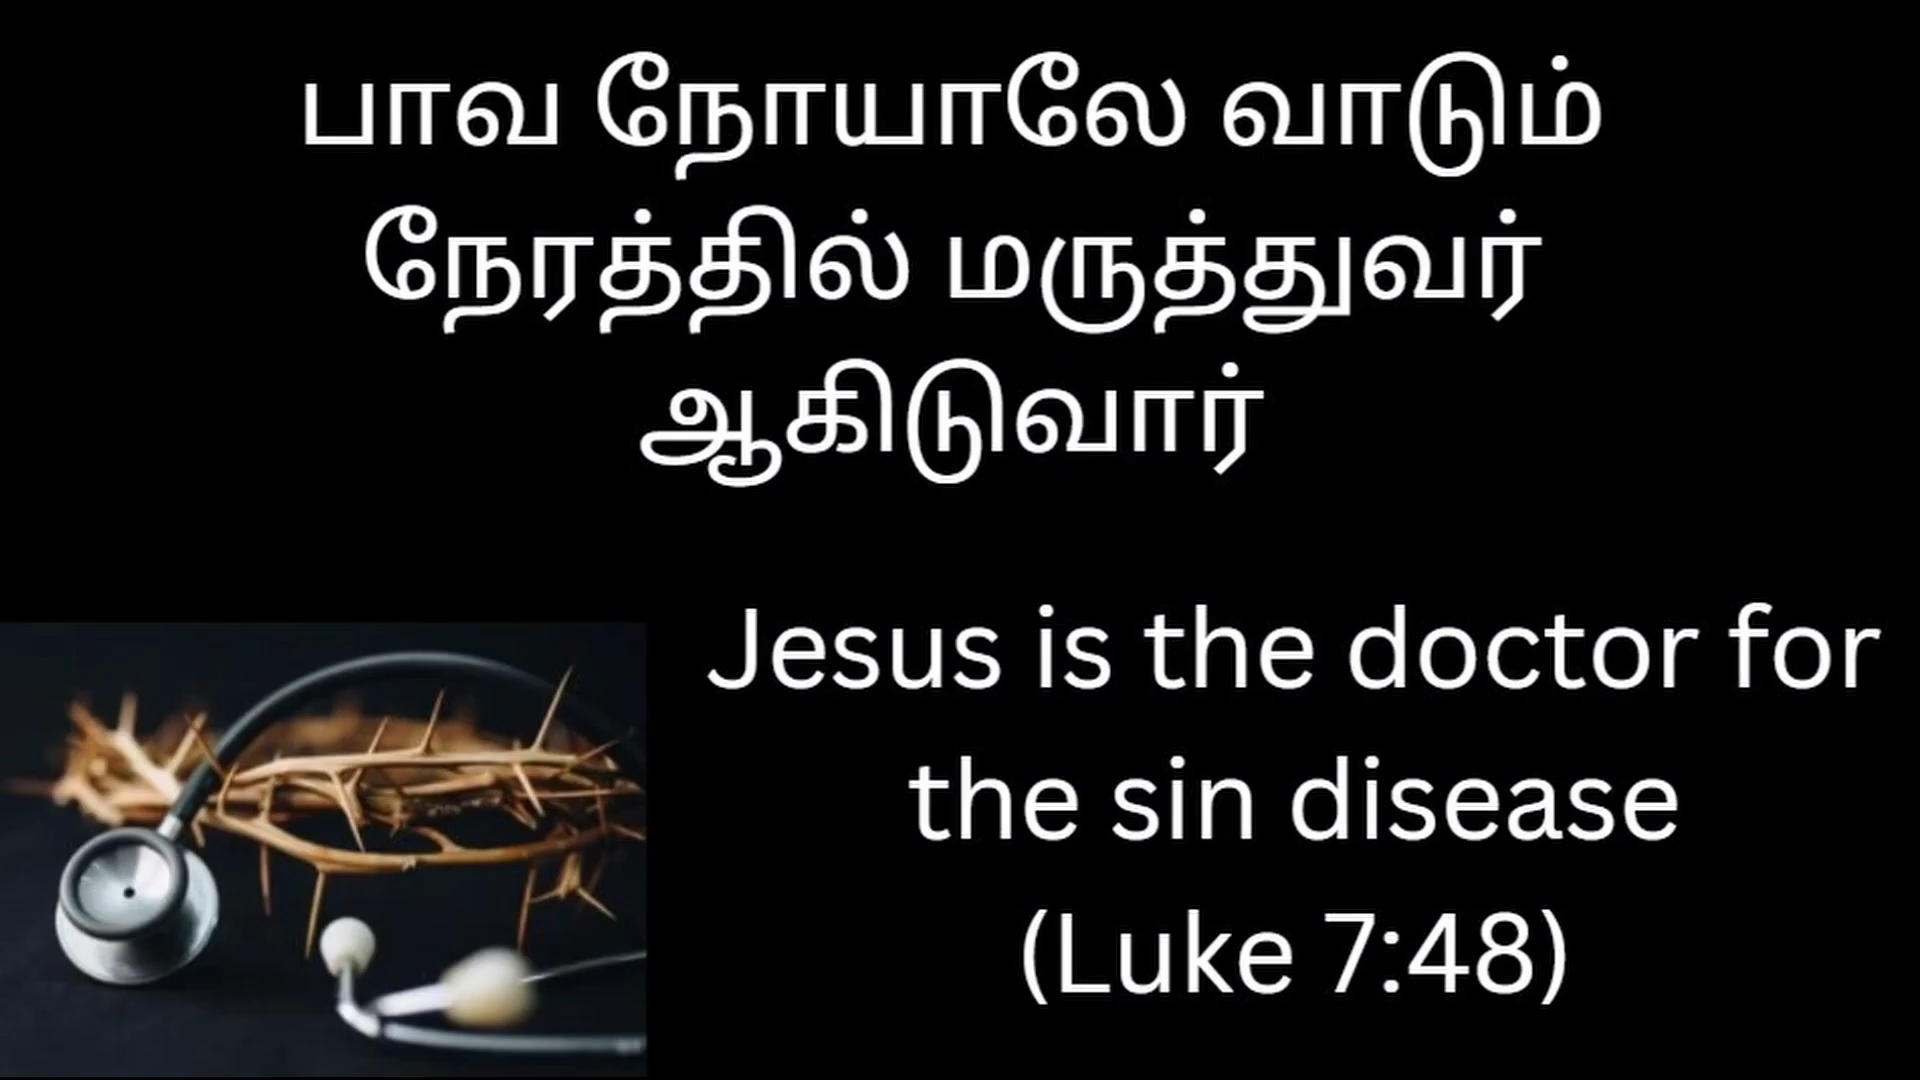 பாவ நோயாலே வாடும்
நேரத்தில் மருத்துவர்
ஆகிடுவார்
Jesus is the doctor for
the sin disease
(Luke 7:48)